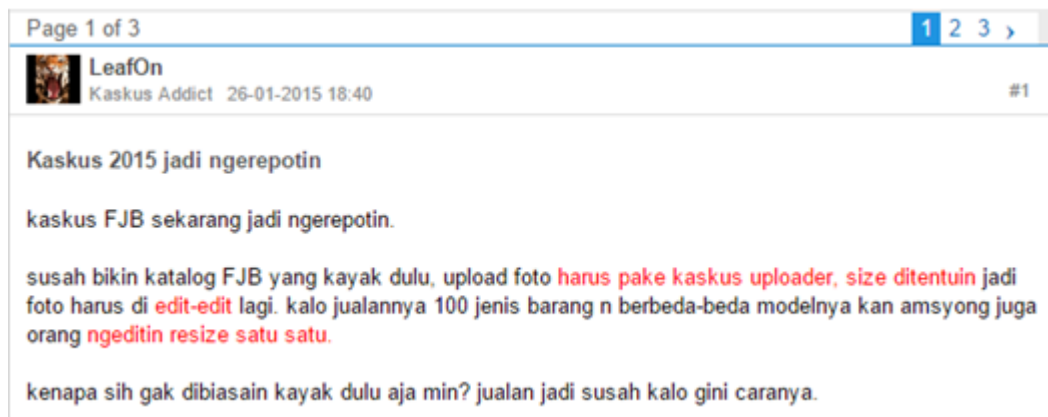 Page 1 of 3
1 2 3 ›
LeafOn
Kaskus Addict 26-01-2015 18:40
#1
Kaskus 2015 jadi ngerepotin
kaskus FJB sekarang jadi ngerepotin.
susah bikin katalog FJB yang kayak dulu, upload foto harus pake kaskus uploader, size ditentuin jadi
foto harus di edit-edit lagi. kalo jualannya 100 jenis barang n berbeda-beda modelnya kan amsyong juga
orang ngeditin resize satu satu.
kenapa sih gak dibiasain kayak dulu aja min? jualan jadi susah kalo gini caranya.